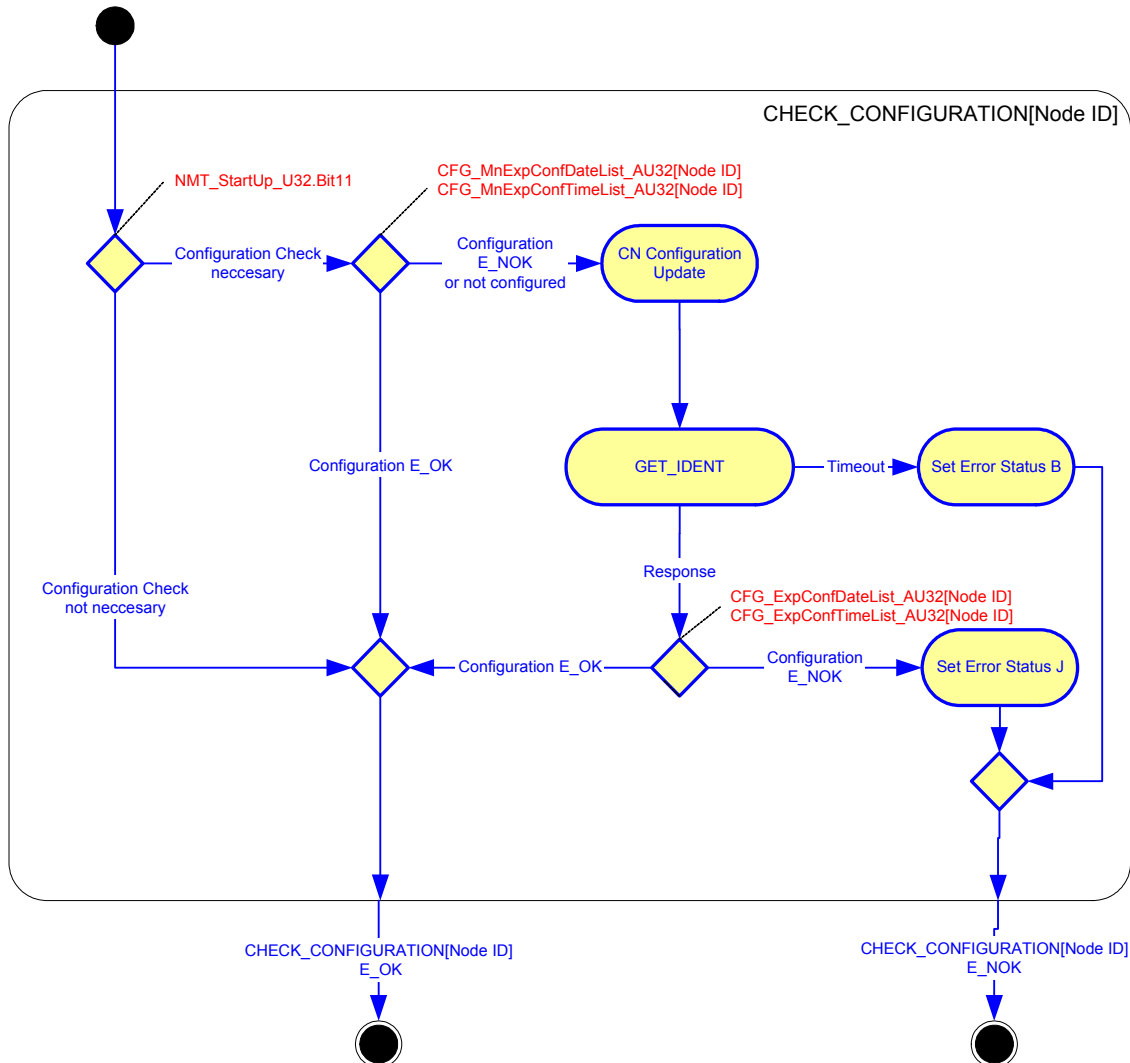 CHECK_CONFIGURATION[Node ID]
NMT_StartUp_U32.Bit11
CFG_MnExpConfDateList_AU32[Node ID]
CFG_MnExpConfTimeList_AU32[Node ID]
Configuration Check
neccesary
Configuration
E_NOK
or not configured
CN Configuration
Update
Configuration E_OK
GET_IDENT
Timeout
Set Error Status B
Configuration Check
not neccesary
Response
CFG_ExpConfDateList_AU32[Node ID]
CFG_ExpConfTimeList_AU32[Node ID]
Configuration E_OK
Configuration
E_NOK
Set Error Status J
CHECK_CONFIGURATION[Node ID]
E_OK
CHECK_CONFIGURATION[Node ID]
E_NOK